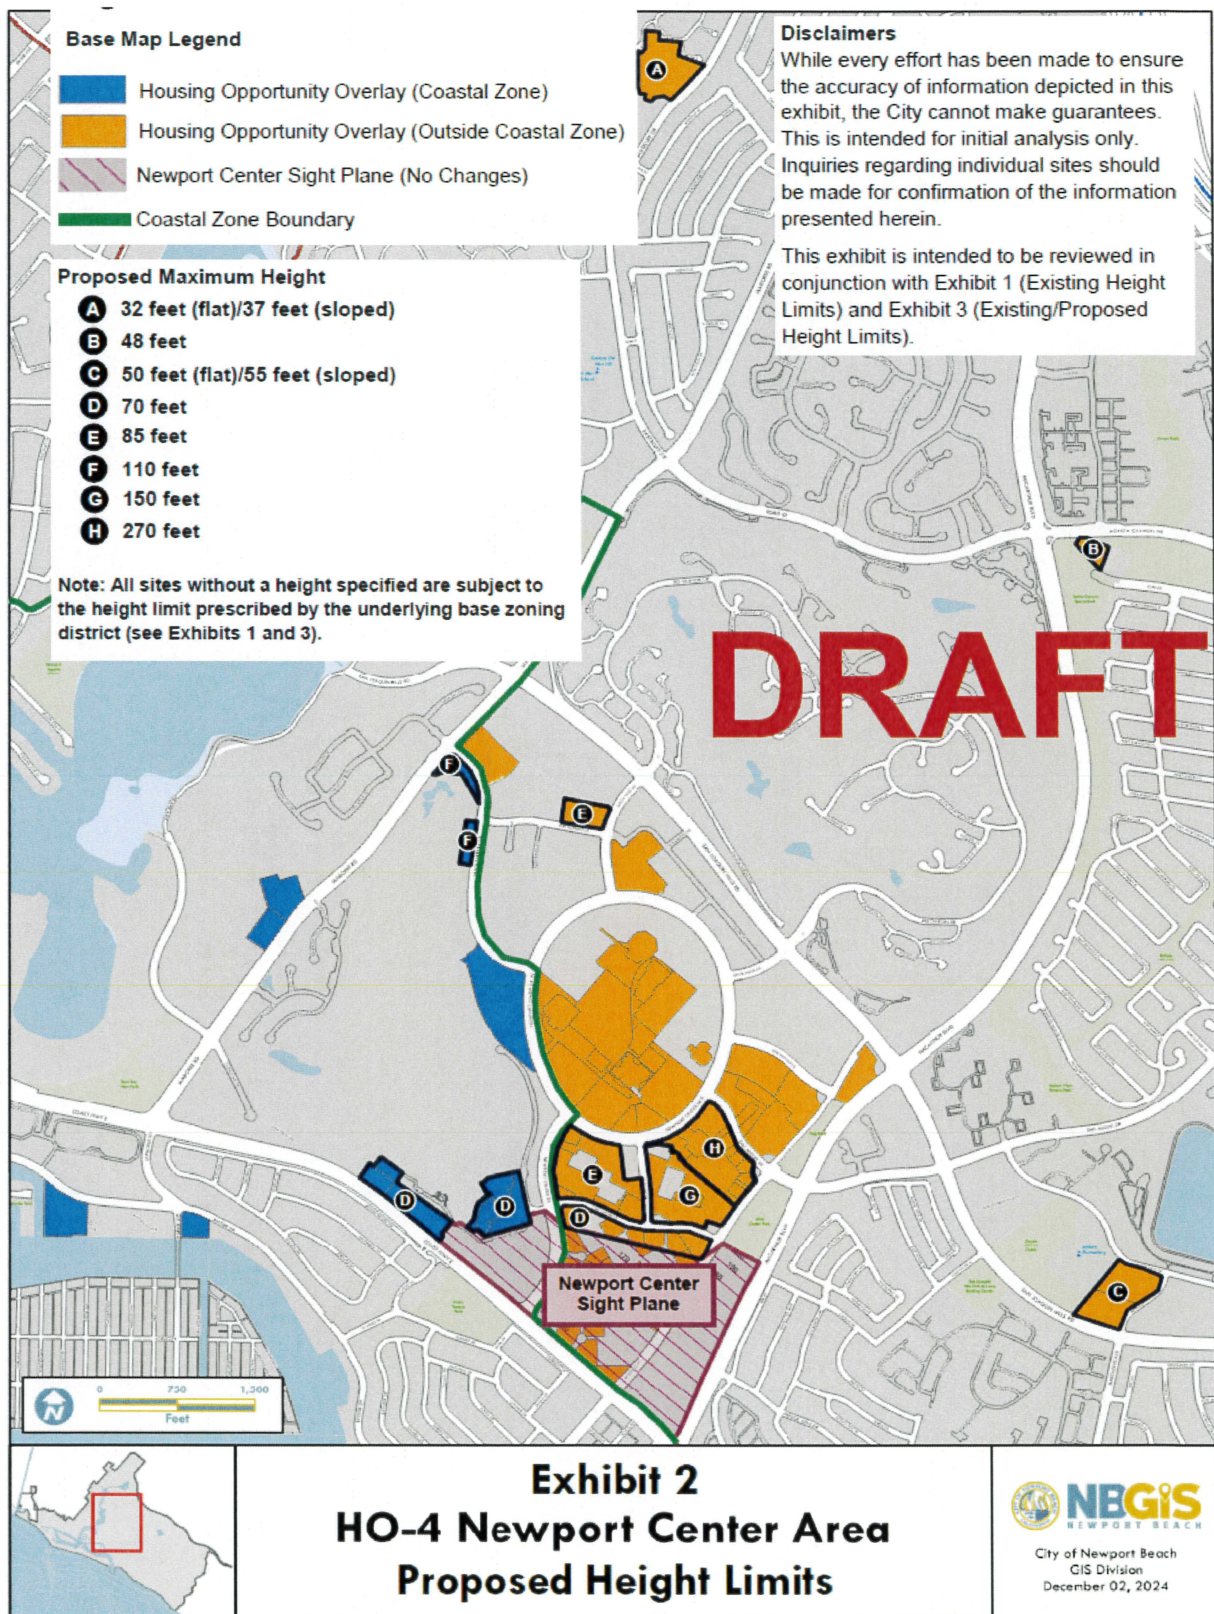 Base Map Legend
Housing Opportunity Overlay (Coastal Zone)
Housing Opportunity Overlay (Outside Coastal Zone)
Newport Center Sight Plane (No Changes)
Coastal Zone Boundary
Disclaimers
While every effort has been made to ensure
the accuracy of information depicted in this
exhibit, the City cannot make guarantees.
This is intended for initial analysis only.
Inquiries regarding individual sites should
be made for confirmation of the information
presented herein.
This exhibit is intended to be reviewed in
conjunction with Exhibit 1 (Existing Height
Limits) and Exhibit 3 (Existing/Proposed
Height Limits).
Proposed Maximum Height
A 32 feet (flat)/37 feet (sloped)
B 48 feet
C 50 feet (flat)/55 feet (sloped)
D 70 feet
E 85 feet
F 110 feet
G 150 feet
H 270 feet
Note: All sites without a height specified are subject to
the height limit prescribed by the underlying base zoning
district (see Exhibits 1 and 3).
A
B
DRAFT
F
E
F
H
E
G
D
D
D
Newport Center
Sight Plane
C
N
0 750 1,500
Feet
Exhibit 2
HO-4 Newport Center Area
Proposed Height Limits
NBGIS
NEWPORT BEACH
City of Newport Beach
GIS Division
December 02, 2024